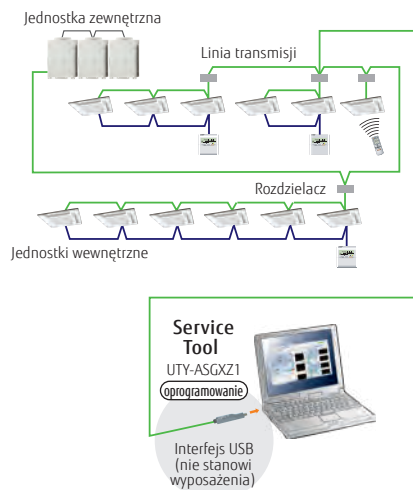 Jednostka zewnętrzna
Linia transmisji
Rozdzielacz
Jednostki wewnętrzne
Service
Tool
UTY-ASGXZ1
oprogramowanie
Interfejs USB
(nie stanowi
wyposażenia)